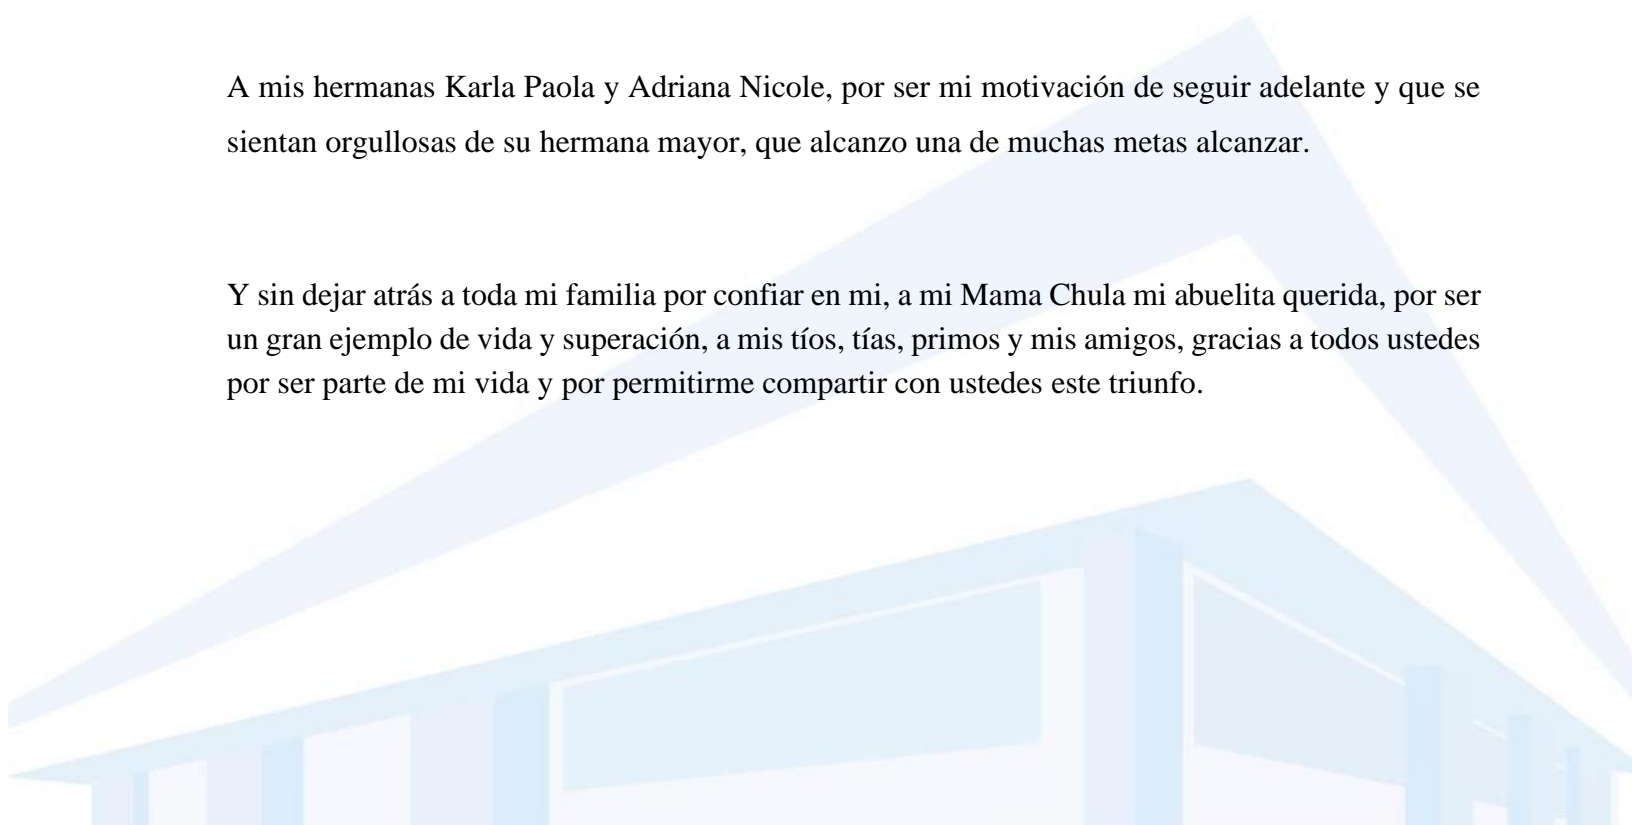 A mis hermanas Karla Paola y Adriana Nicole, por ser mi motivación de seguir adelante y que se
sientan orgullosas de su hermana mayor, que alcanzo una de muchas metas alcanzar.
Y sin dejar atrás a toda mi familia por confiar en mi, a mi Mama Chula mi abuelita querida, por ser
un gran ejemplo de vida y superación, a mis tíos, tías, primos y mis amigos, gracias a todos ustedes
por ser parte de mi vida y por permitirme compartir con ustedes este triunfo.